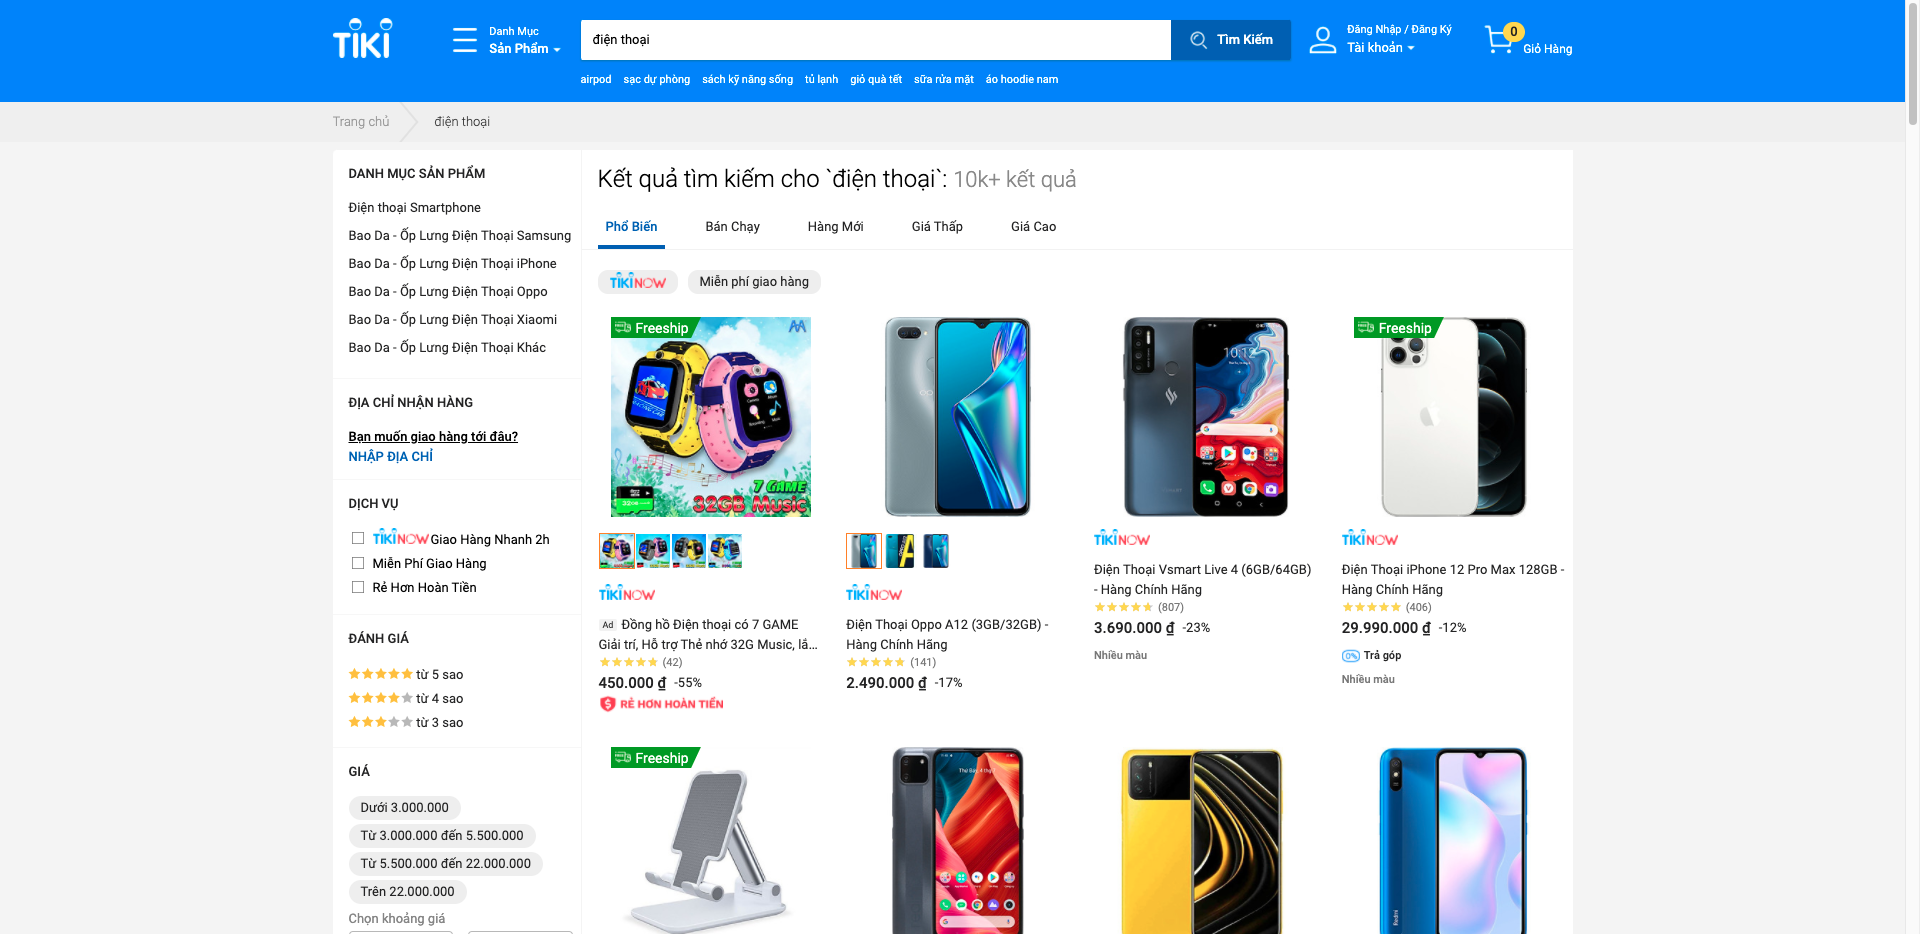 TIKI
Danh Mục
Sản Phẩm
điện thoại
Tìm Kiếm
Đăng Nhập / Đăng Ký
Tài khoản
0
Giỏ Hàng
airpod sạc dự phòng sách kỹ năng sống tủ lạnh giỏ quà tết sữa rửa mặt áo hoodie nam
Trang chủ điện thoại
DANH MỤC SẢN PHẨM
Điện thoại Smartphone
Bao Da - Ốp Lưng Điện Thoại Samsung
Bao Da - Ốp Lưng Điện Thoại iPhone
Bao Da - Ốp Lưng Điện Thoại Oppo
Bao Da - Ốp Lưng Điện Thoại Xiaomi
Bao Da - Ốp Lưng Điện Thoại Khác
ĐỊA CHỈ NHẬN HÀNG
Bạn muốn giao hàng tới đâu?
NHẬP ĐỊA CHỈ
DỊCH VỤ
TIKINOW Giao Hàng Nhanh 2h
Miễn Phí Giao Hàng
Rẻ Hơn Hoàn Tiền
ĐÁNH GIÁ
từ 5 sao
từ 4 sao
từ 3 sao
GIÁ
Dưới 3.000.000
Từ 3.000.000 đến 5.500.000
Từ 5.500.000 đến 22.000.000
Trên 22.000.000
Chọn khoảng giá
Kết quả tìm kiếm cho `điện thoại`: 10k+ kết quả
Phổ Biến Bán Chạy Hàng Mới Giá Thấp Giá Cao
TIKINOW Miễn phí giao hàng
Freeship
7 GAME
32GB Music
TIKINOW
Ad Đồng hồ Điện thoại có 7 GAME
Giải trí, Hỗ trợ Thẻ nhớ 32G Music, lắ...
(42)
450.000 ₫ -55%
RẺ HƠN HOÀN TIỀN
TIKINOW
Điện Thoại Oppo A12 (3GB/32GB) -
Hàng Chính Hãng
(141)
2.490.000 ₫ -17%
10:12
TIKINOW
Điện Thoại Vsmart Live 4 (6GB/64GB)
- Hàng Chính Hãng
(807)
3.690.000 ₫ -23%
Nhiều màu
Freeship
TIKINOW
Điện Thoại iPhone 12 Pro Max 128GB -
Hàng Chính Hãng
(406)
29.990.000 ₫ -12%
0% Trả góp
Nhiều màu
Freeship
Redmi